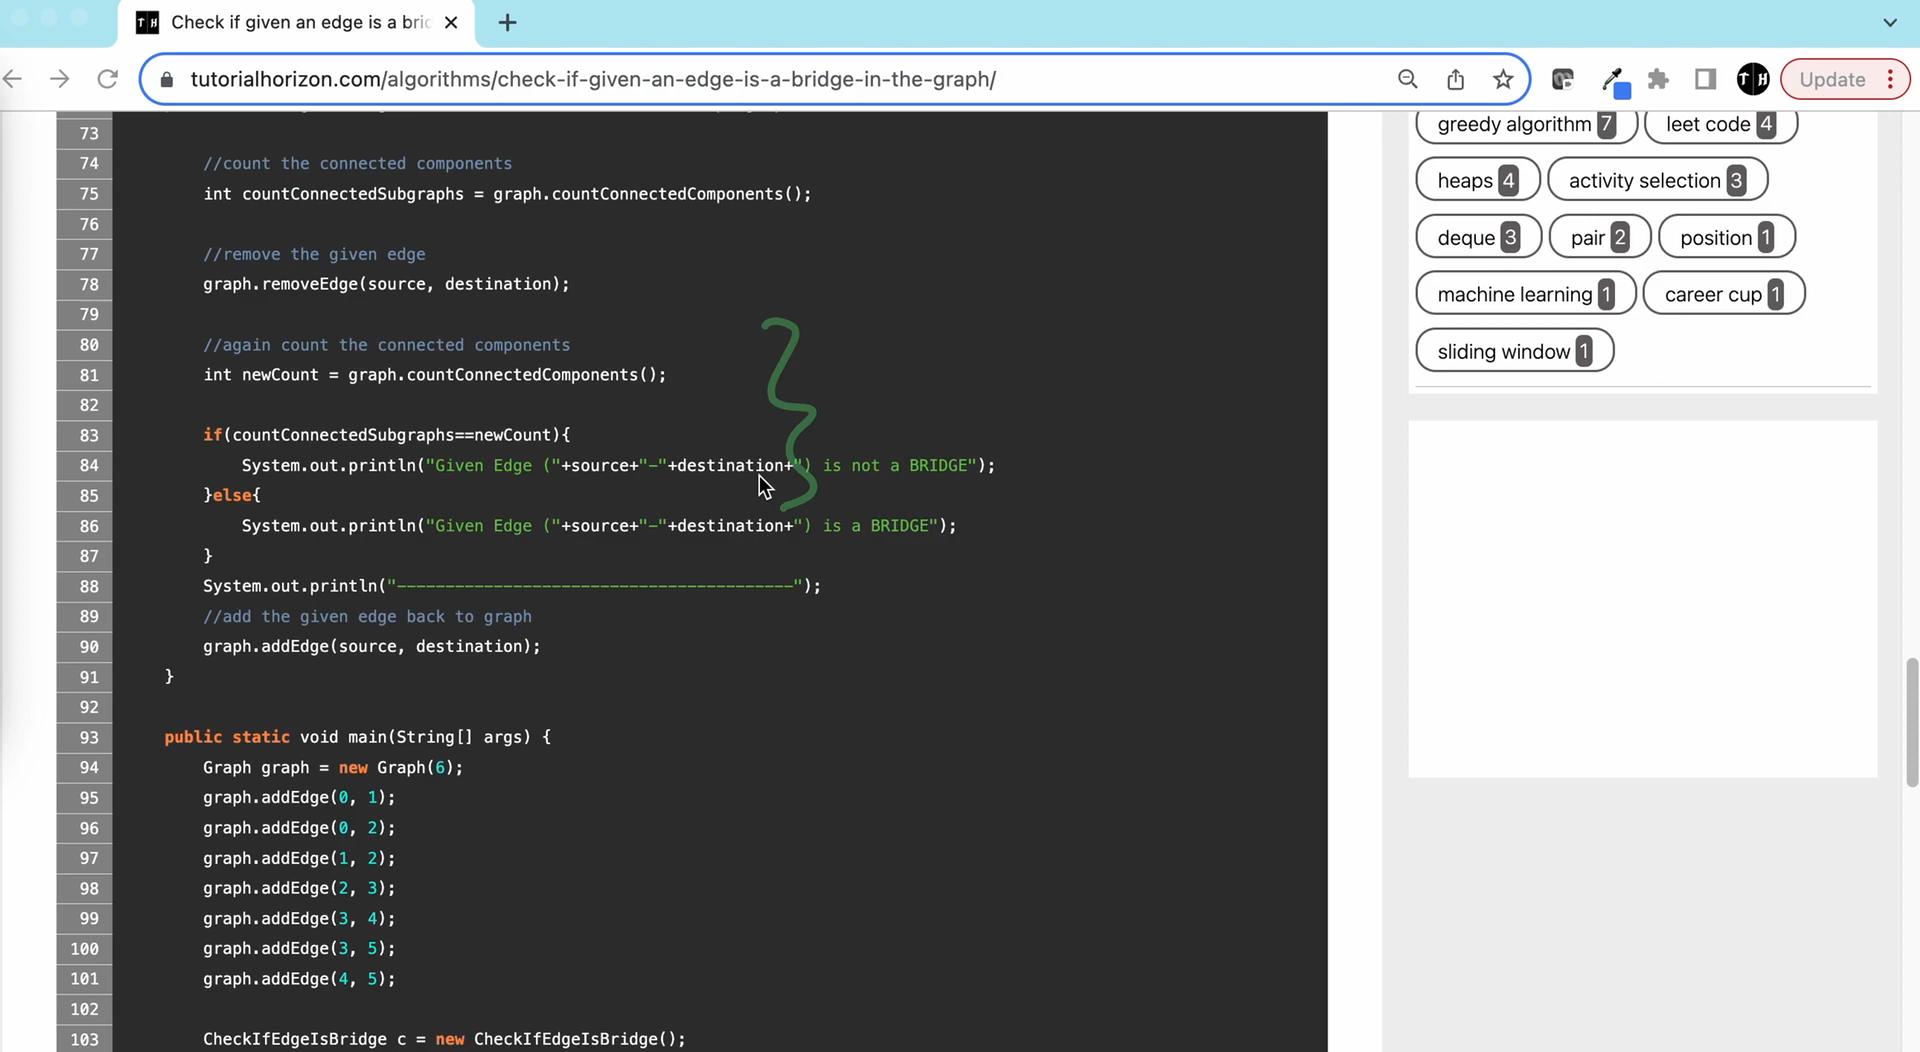 Check if given an edge is a bri
tutorialhorizon.com/algorithms/check-if-given-an-edge-is-a-bridge-in-the-graph/
Update
73
74 //count the connected components
75 int countConnectedSubgraphs = graph.countConnectedComponents();
76
77 //remove the given edge
78 graph.removeEdge(source, destination);
79
80 //again count the connected components
81 int newCount = graph.countConnectedComponents();
82
83 if(countConnectedSubgraphs==newCount){
84 System.out.println("Given Edge ("+source+"-"+destination+") is not a BRIDGE");
85 }else{
86 System.out.println("Given Edge ("+source+"-"+destination+") is a BRIDGE");
87 }
88 System.out.println("-----------------------------------------");
89 //add the given edge back to graph
90 graph.addEdge(source, destination);
91 }
92
93 public static void main(String[] args) {
94 Graph graph = new Graph(6);
95 graph.addEdge(0, 1);
96 graph.addEdge(0, 2);
97 graph.addEdge(1, 2);
98 graph.addEdge(2, 3);
99 graph.addEdge(3, 4);
100 graph.addEdge(3, 5);
101 graph.addEdge(4, 5);
102
103 CheckIfEdgeIsBridge c = new CheckIfEdgeIsBridge();
greedy algorithm 7 leet code 4
heaps 4 activity selection 3
deque 3 pair 2 position 1
machine learning 1 career cup 1
sliding window 1